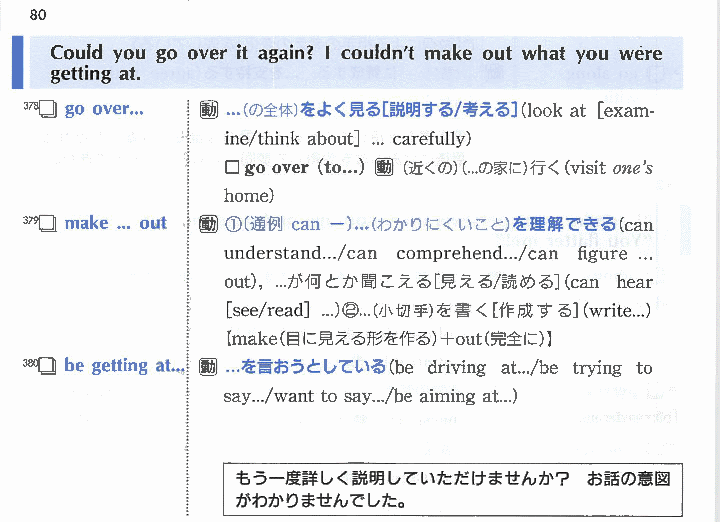 80
Could you go over it again? I couldn't make out what you were
getting at.
378 go over...
動 …(の全体)をよく見る[説明する/考える](look at [exam-
ine/think about] … carefully)
□ go over (to…) 動 (近くの)(…の家に)行く(visit one's
home)
379 make … out
動 ①(通例 can ー)…(わかりにくいこと)を理解できる(can
understand…/can comprehend…/can figure …
out), …が何とか聞こえる[見える/読める](can hear
[see/read] …)②…(小切手)を書く[作成する](write…)
【make(目に見える形を作る)+out(完全に)】
380 be getting at...
動 …を言おうとしている(be driving at…/be trying to
say…/want to say…/be aiming at…)
もう一度詳しく説明していただけませんか? お話の意図
がわかりませんでした。